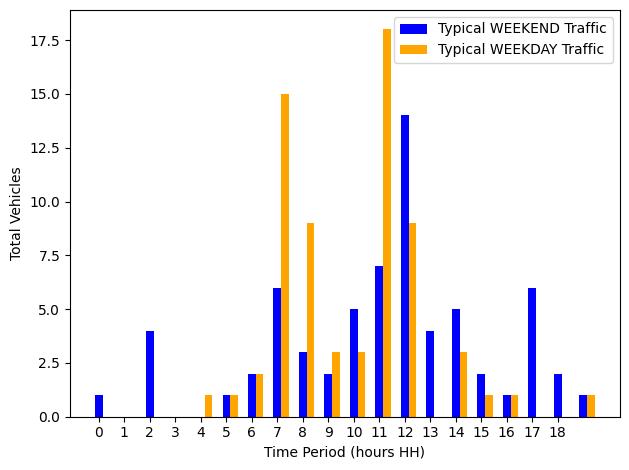 Typical WEEKEND Traffic
Typical WEEKDAY Traffic
17.5
15.0
12.5
10.0
7.5
5.0
2.5
0.0
Total Vehicles
0 1 2 3 4 5 6 7 8 9 10 11 12 13 14 15 16 17 18
Time Period (hours HH)